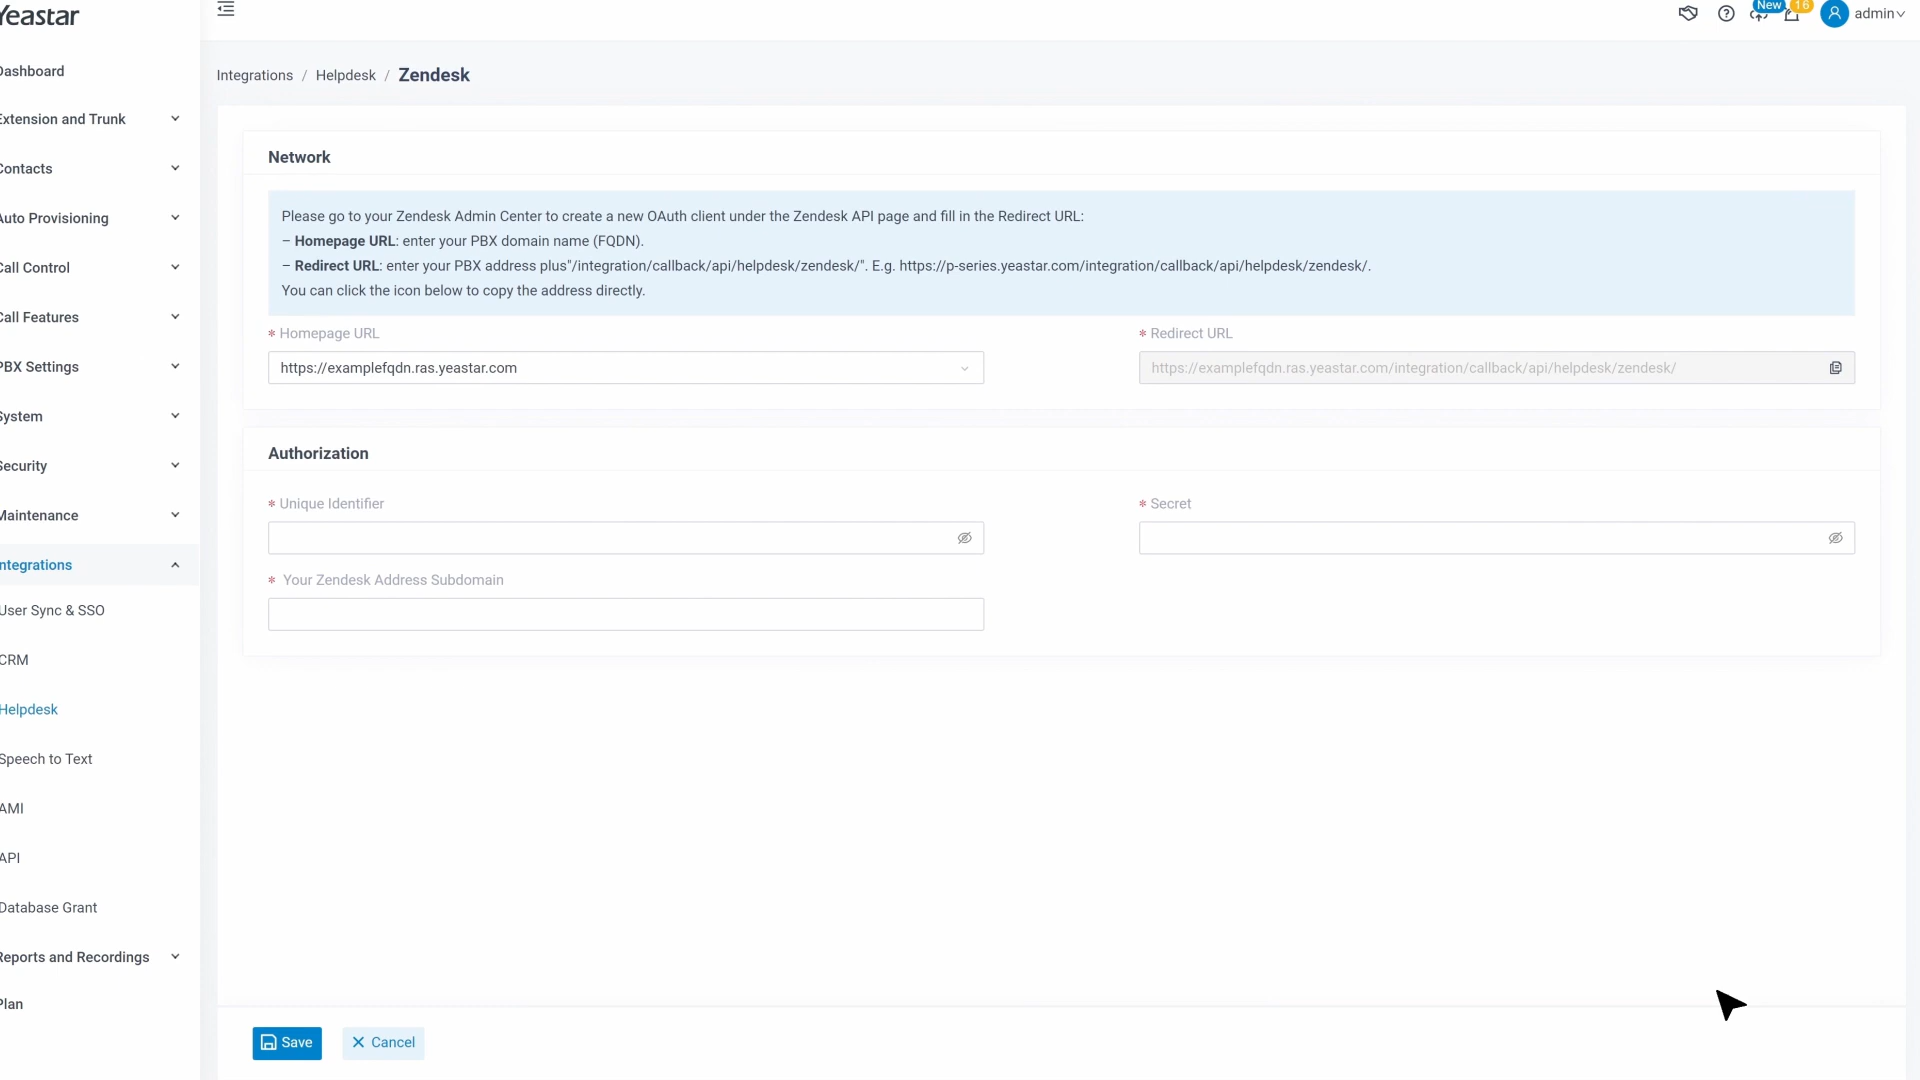 Yeastar
New
16
admin
Dashboard
Extension and Trunk
Contacts
Auto Provisioning
Call Control
Call Features
PBX Settings
System
Security
Maintenance
Integrations
User Sync & SSO
CRM
Helpdesk
Speech to Text
AMI
API
Database Grant
Reports and Recordings
Plan
Integrations / Helpdesk / Zendesk
Network
Please go to your Zendesk Admin Center to create a new OAuth client under the Zendesk API page and fill in the Redirect URL:
– Homepage URL: enter your PBX domain name (FQDN).
– Redirect URL: enter your PBX address plus"/integration/callback/api/helpdesk/zendesk/". E.g. https://p-series.yeastar.com/integration/callback/api/helpdesk/zendesk/.
You can click the icon below to copy the address directly.
* Homepage URL
https://examplefqdn.ras.yeastar.com
* Redirect URL
https://examplefqdn.ras.yeastar.com/integration/callback/api/helpdesk/zendesk/
Authorization
* Unique Identifier
* Secret
* Your Zendesk Address Subdomain
Save
Cancel